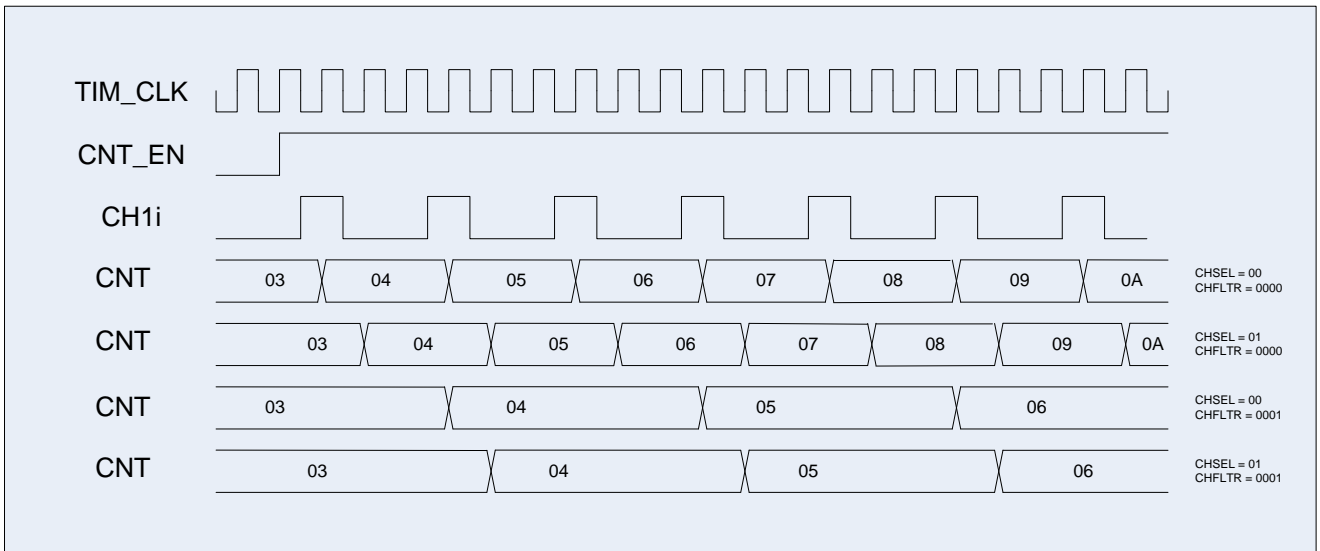 TIM_CLK
CNT_EN
CH1i
CNT 03 04 05 06 07 08 09 0A CHSEL = 00
CHFLTR = 0000
CNT 03 04 05 06 07 08 09 0A CHSEL = 01
CHFLTR = 0000
CNT 03 04 05 06 CHSEL = 00
CHFLTR = 0001
CNT 03 04 05 06 CHSEL = 01
CHFLTR = 0001